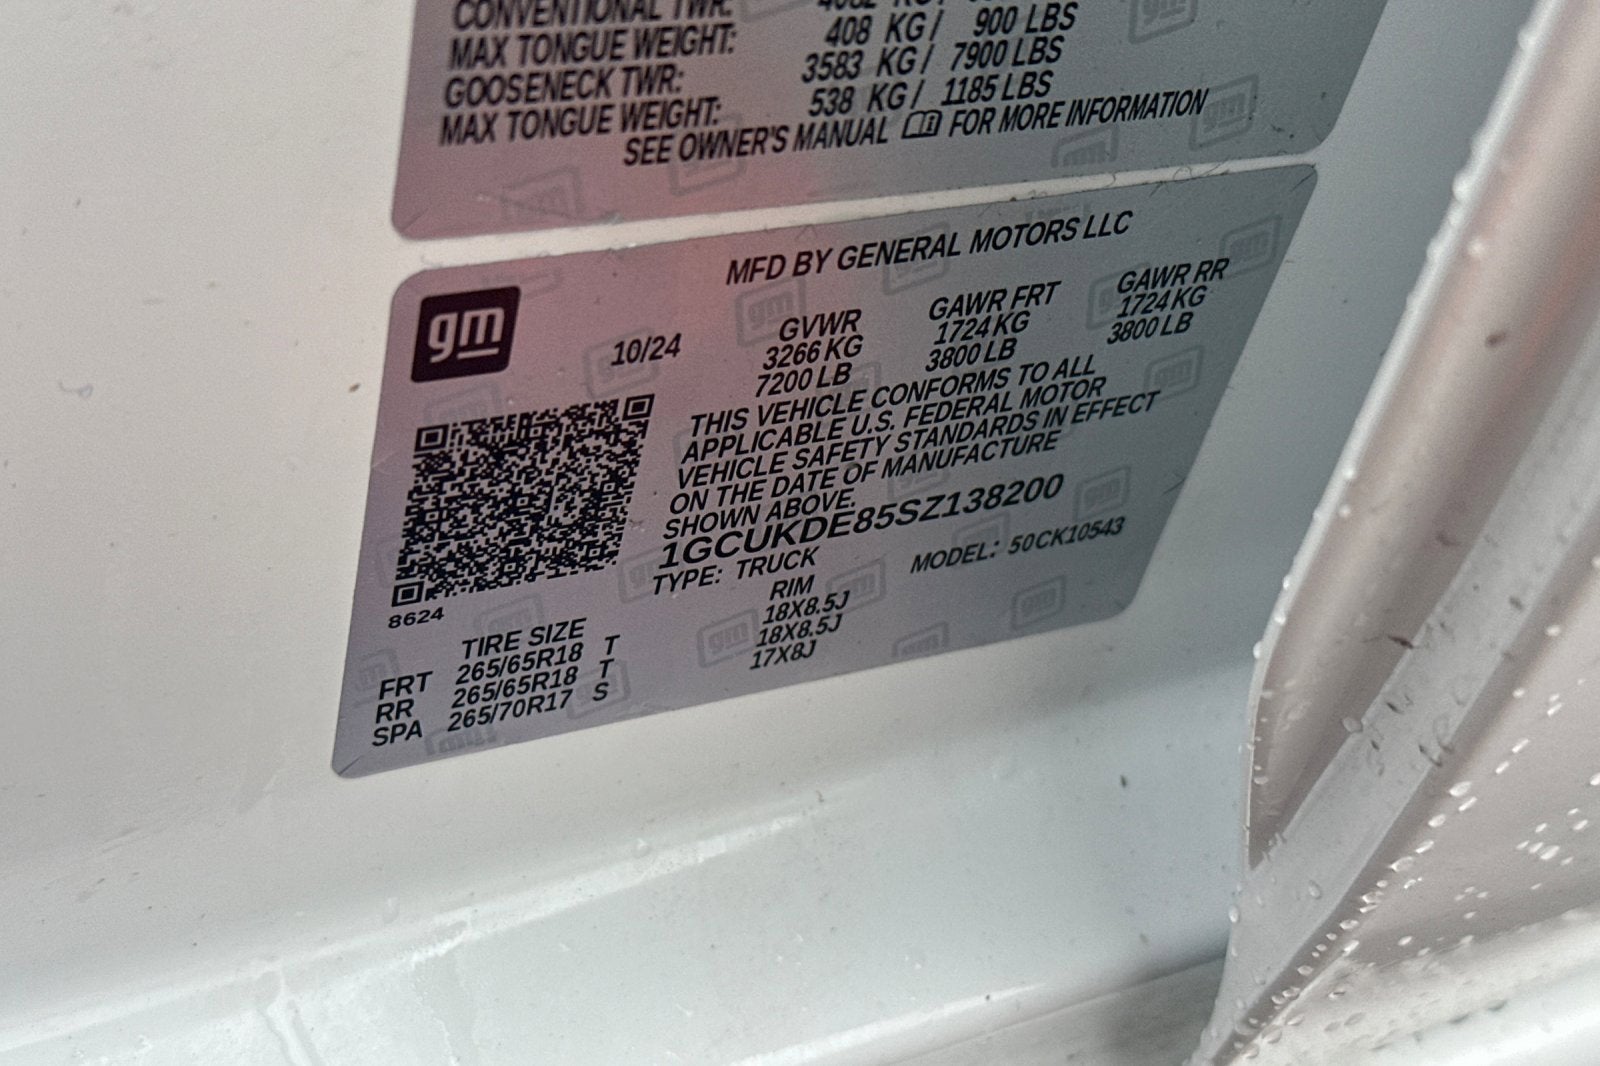 CONVENTIONAL TWR:
MAX TONGUE WEIGHT: 408 KG / 900 LBS
GOOSENECK TWR: 3583 KG / 7900 LBS
MAX TONGUE WEIGHT: 538 KG / 1185 LBS
SEE OWNER'S MANUAL FOR MORE INFORMATION
MFD BY GENERAL MOTORS LLC
gm
10/24 GVWR GAWR FRT GAWR RR
3266 KG 1724 KG 1724 KG
7200 LB 3800 LB 3800 LB
THIS VEHICLE CONFORMS TO ALL
APPLICABLE U.S. FEDERAL MOTOR
VEHICLE SAFETY STANDARDS IN EFFECT
ON THE DATE OF MANUFACTURE
SHOWN ABOVE.
1GCUKDE85SZ138200
TYPE: TRUCK MODEL: 50CK10543
8624
TIRE SIZE RIM
FRT 265/65R18 T 18X8.5J
RR 265/65R18 T 18X8.5J
SPA 265/70R17 S 17X8J